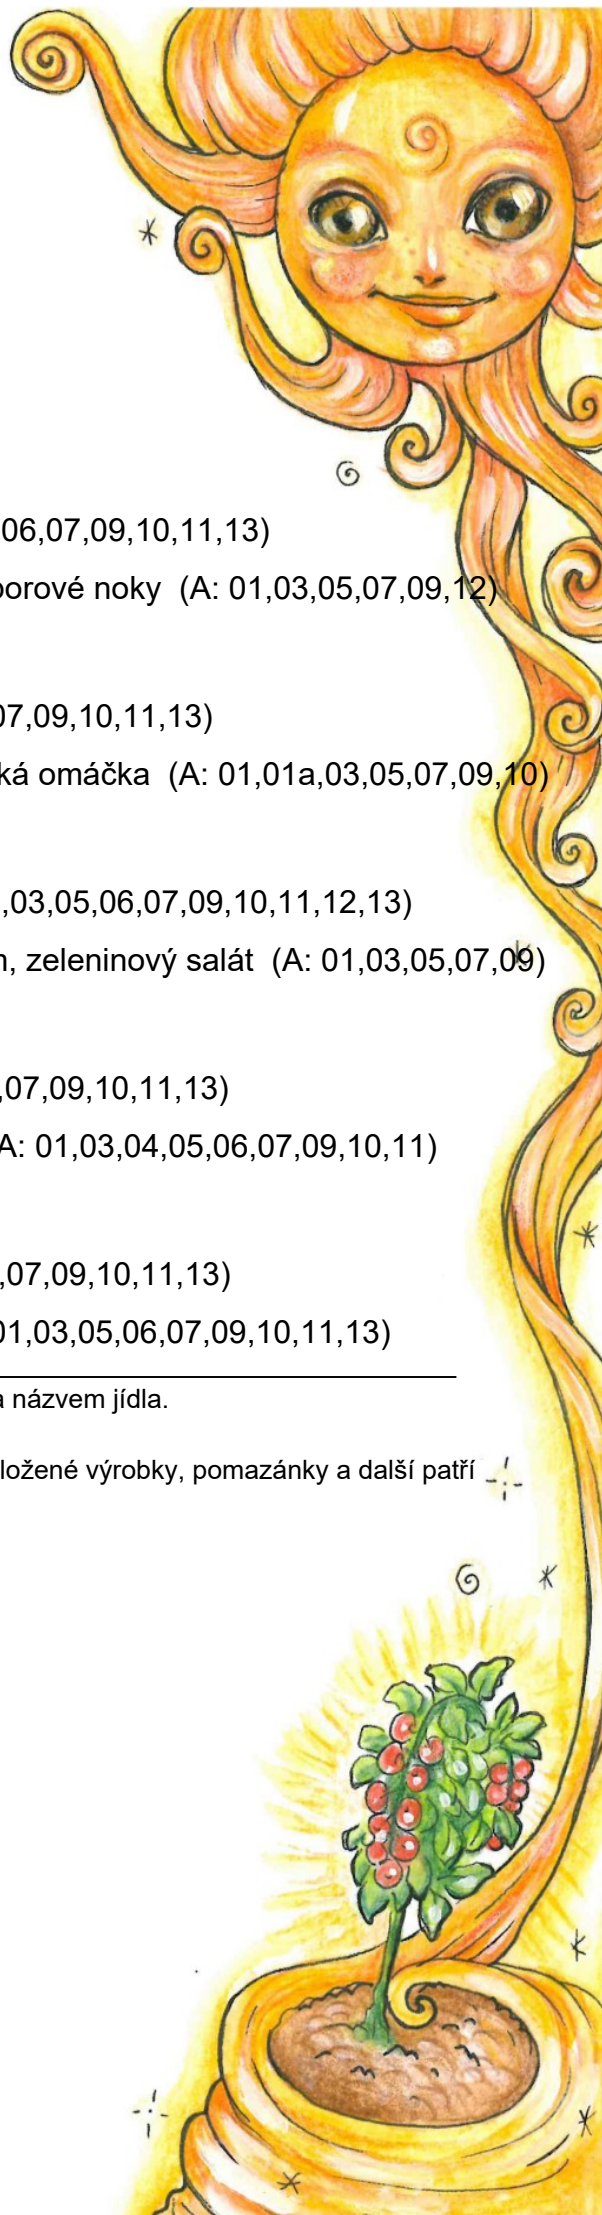 06,07,09,10,11,13)
orové noky (A: 01,03,05,07,09,12)
07,09,10,11,13)
ká omáčka (A: 01,01a,03,05,07,09,10)
,03,05,06,07,09,10,11,12,13)
, zeleninový salát (A: 01,03,05,07,09)
,07,09,10,11,13)
A: 01,03,04,05,06,07,09,10,11)
,07,09,10,11,13)
01,03,05,06,07,09,10,11,13)
a názvem jídla.
ložené výrobky, pomazánky a další patří